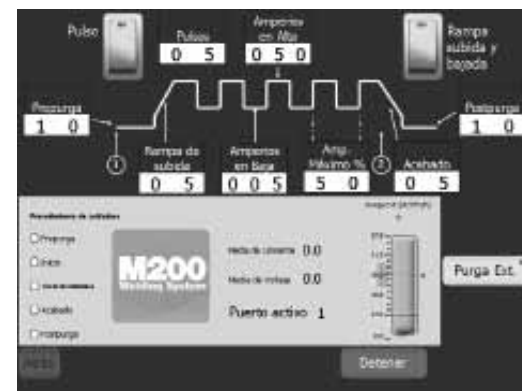 Pulso
Pulsos
0 5
Amperios
en Alta
0 5 0
Rampa
subida y
bajada
Prepurga
1 0
Postpurga
1 0
1
Rampa de
subida
0 5
Amperios
en Baja
0 0 5
Amp.
Máximo %
5 0
2
Acabado
0 5
Prepurga
Inicio
Acabado
Postpurga
M200
Welding System
Media de corriente 0.0
Media de voltaje 0.0
Puerto activo 1
Purga Ext.
Detener